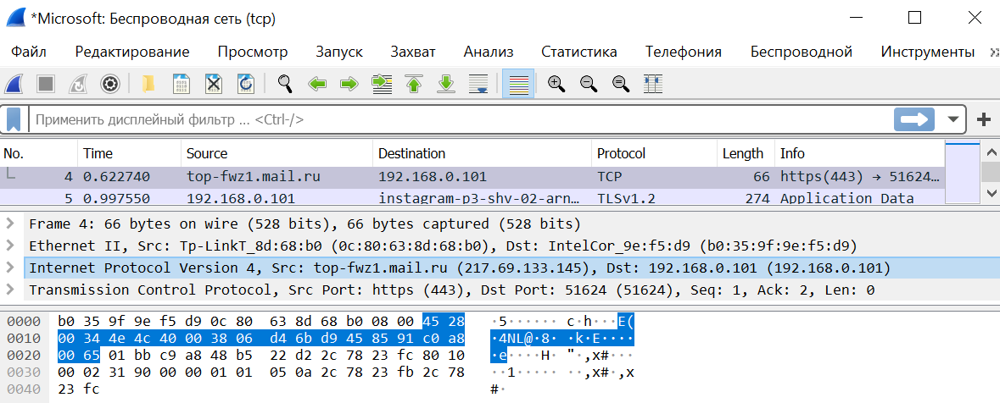 *Microsoft: Беспроводная сеть (tcp)
Файл Редактирование Просмотр Запуск Захват Анализ Статистика Телефония Беспроводной Инструменты »
Применить дисплейный фильтр ... <Ctrl-/>
No. Time Source Destination Protocol Length Info
4 0.622740 top-fwz1.mail.ru 192.168.0.101 TCP 66 https(443) → 51624…
5 0.997550 192.168.0.101 instagram-p3-shv-02-arn… TLSv1.2 274 Application Data
Frame 4: 66 bytes on wire (528 bits), 66 bytes captured (528 bits)
Ethernet II, Src: Tp-LinkT_8d:68:b0 (0c:80:63:8d:68:b0), Dst: IntelCor_9e:f5:d9 (b0:35:9f:9e:f5:d9)
Internet Protocol Version 4, Src: top-fwz1.mail.ru (217.69.133.145), Dst: 192.168.0.101 (192.168.0.101)
Transmission Control Protocol, Src Port: https (443), Dst Port: 51624 (51624), Seq: 1, Ack: 2, Len: 0
0000 b0 35 9f 9e f5 d9 0c 80 63 8d 68 b0 08 00 45 28 ·5······ c·h···E(
0010 00 34 4e 4c 40 00 38 06 d4 6b d9 45 85 91 c0 a8 ·4NL@·8· ·k·E····
0020 00 65 01 bb c9 a8 48 b5 22 d2 2c 78 23 fc 80 10 ·e····H· "·,x#···
0030 00 02 31 90 00 00 01 01 05 0a 2c 78 23 fb 2c 78 ··1····· ··,x#·,x
0040 23 fc #·